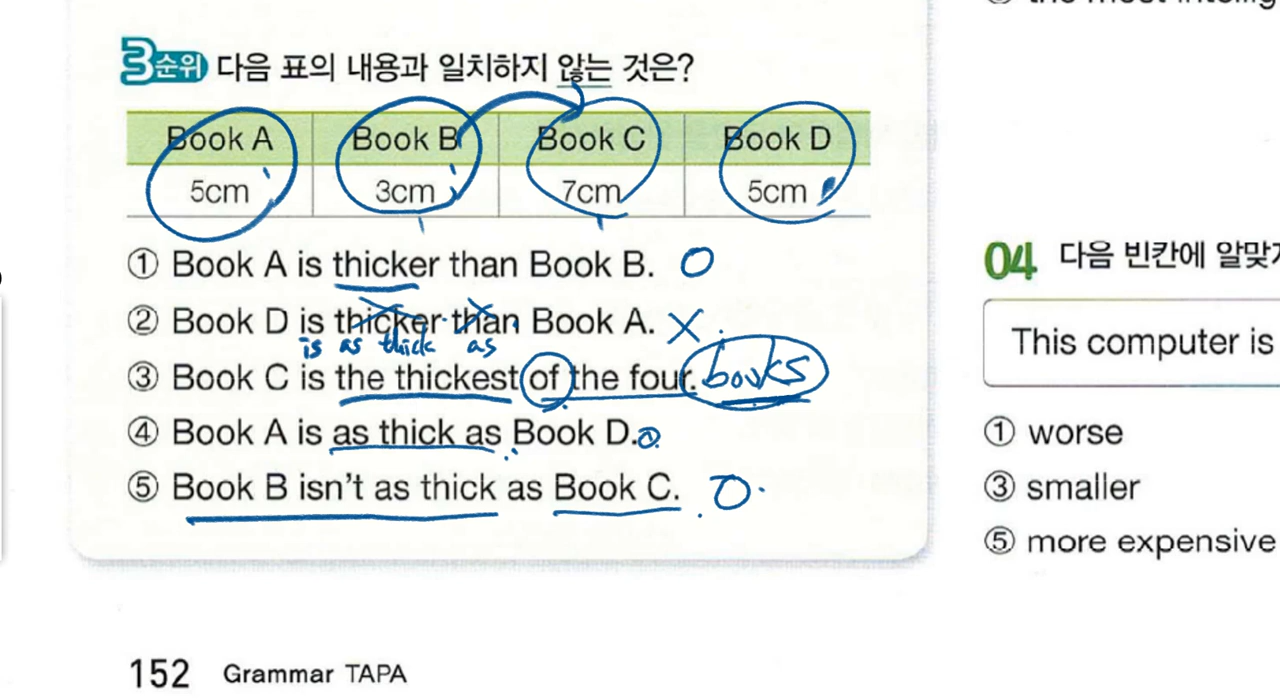 3순위 다음 표의 내용과 일치하지 않는 것은?
Book A Book B Book C Book D
5cm 3cm 7cm 5cm
① Book A is thicker than Book B. O
② Book D is thicker than Book A. X
is as thick as
③ Book C is the thickest of the four. books
④ Book A is as thick as Book D. O
⑤ Book B isn't as thick as Book C. O
152 Grammar TAPA
04 다음 빈칸에 알맞
This computer is
① worse
③ smaller
⑤ more expensive